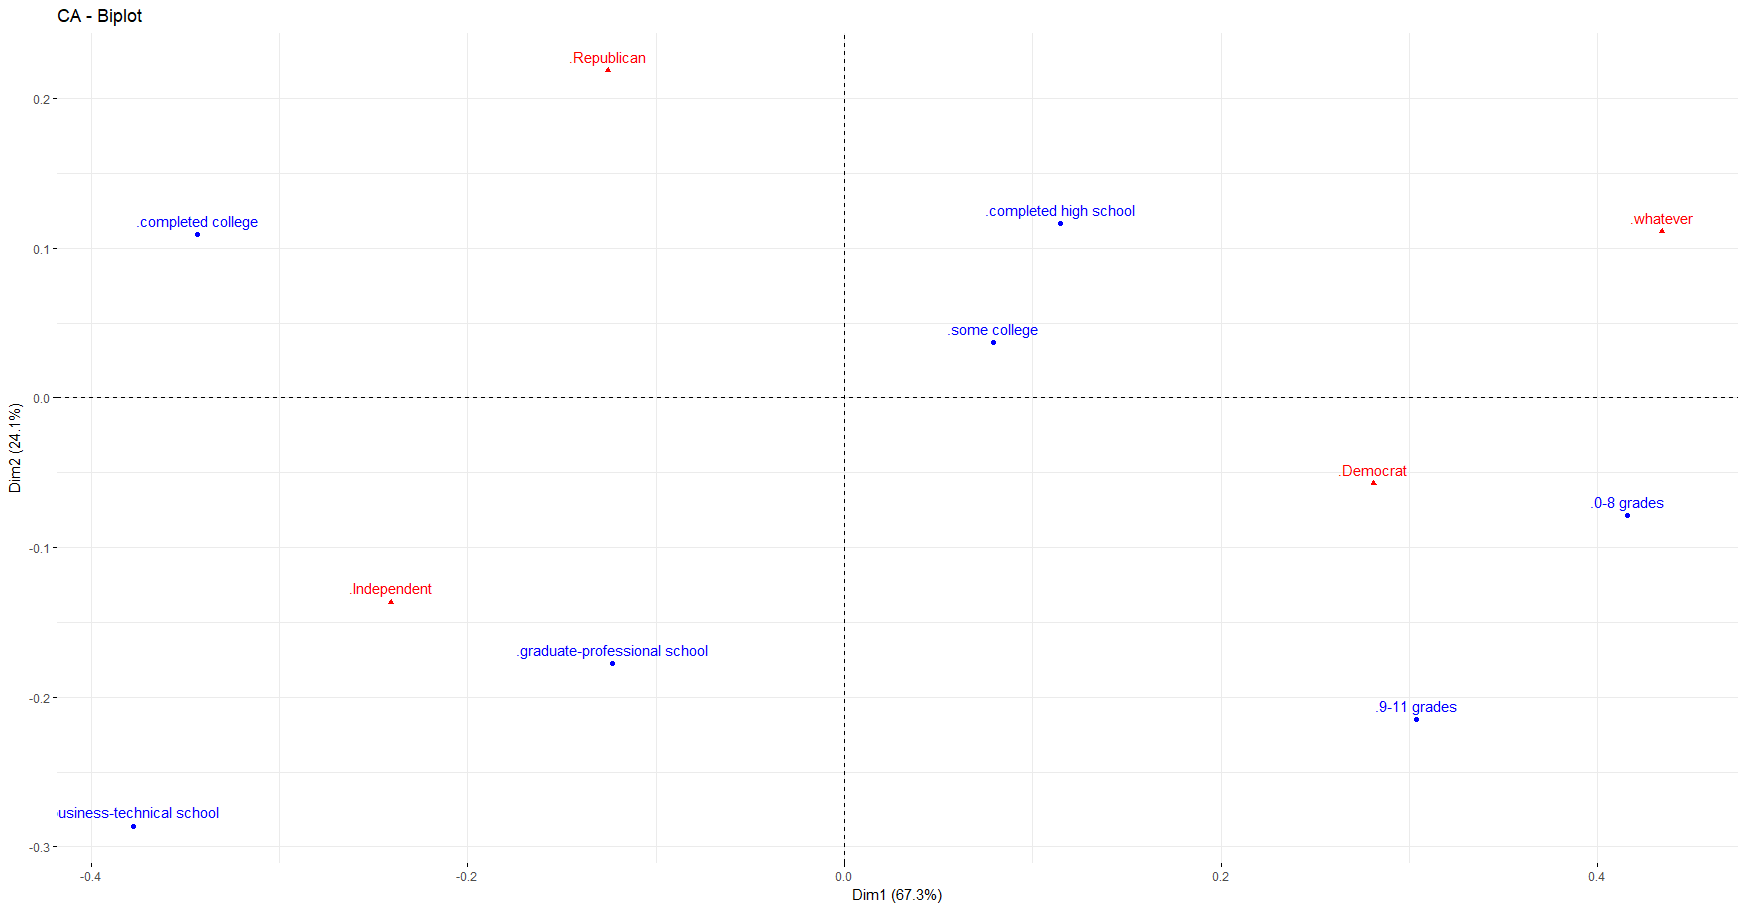 CA - Biplot
.Republican
0.2
.completed high school
.whatever
.completed college
0.1
.some college
0.0
Dim2 (24.1%)
.Democrat
.0-8 grades
-0.1
.Independent
.graduate-professional school
-0.2
.9-11 grades
usiness-technical school
-0.3
-0.4
-0.2
0.0
0.2
0.4
Dim1 (67.3%)